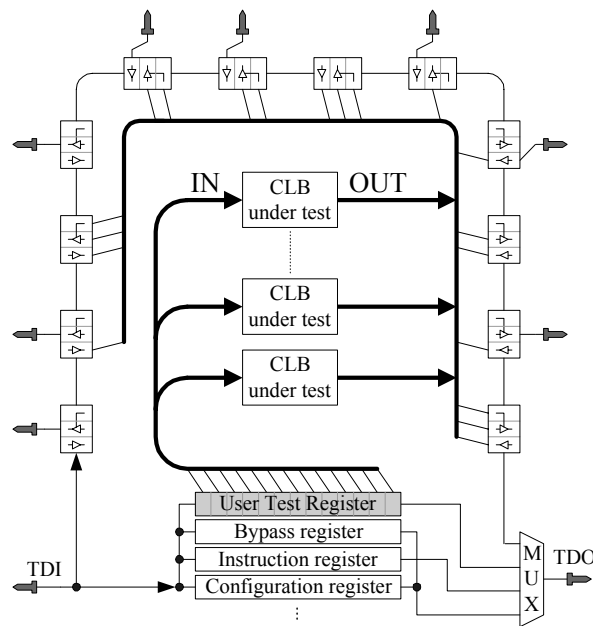 IN
CLB
under test
OUT
CLB
under test
CLB
under test
User Test Register
Bypass register
Instruction register
Configuration register
TDI
M
U
X
TDO